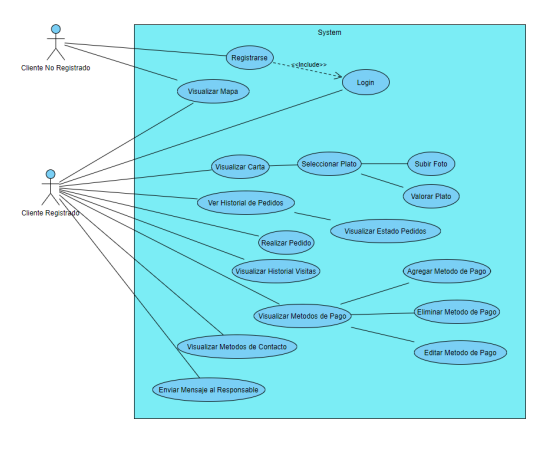 System
Registrarse
<<Include>>
Cliente No Registrado
Login
Visualizar Mapa
Visualizar Carta
Seleccionar Plato
Subir Foto
Valorar Plato
Ver Historial de Pedidos
Cliente Registrado
Visualizar Estado Pedidos
Realizar Pedido
Visualizar Historial Visitas
Agregar Metodo de Pago
Visualizar Metodos de Pago
Eliminar Metodo de Pago
Visualizar Metodos de Contacto
Editar Metodo de Pago
Enviar Mensaje al Responsable